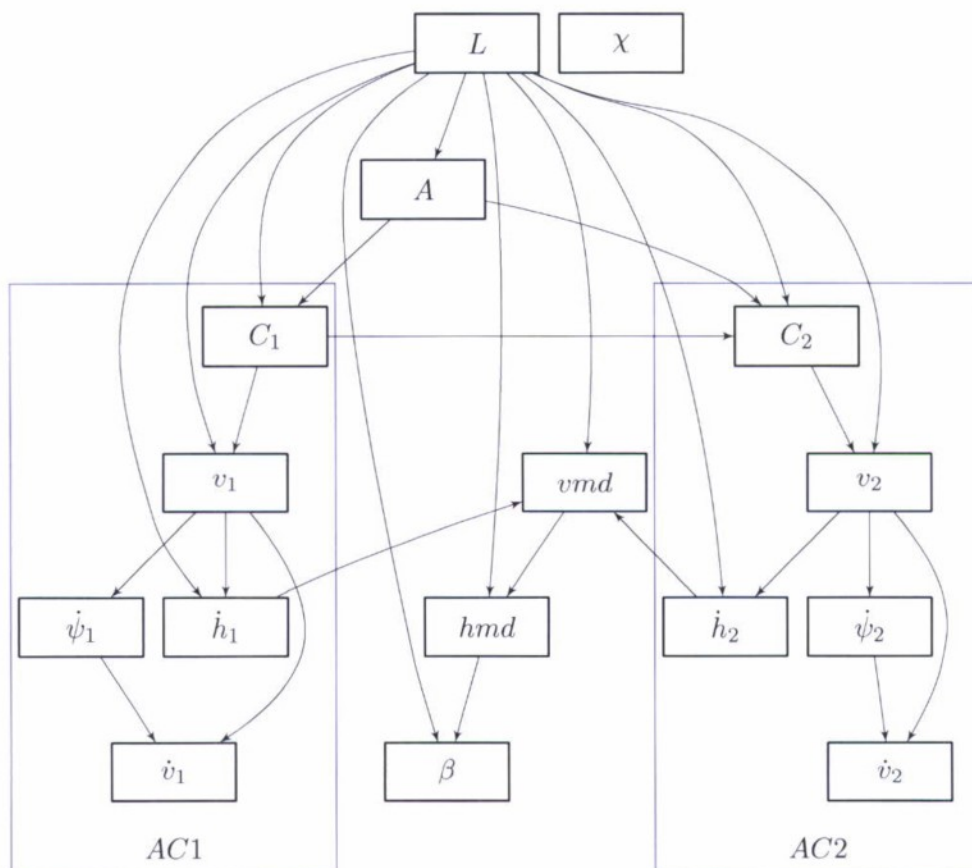 L χ
A
C₁ C₂
v₁ vmd v₂
ψ̇₁ ḣ₁ hmd ḣ₂ ψ̇₂
v̇₁ β v̇₂
AC1 AC2